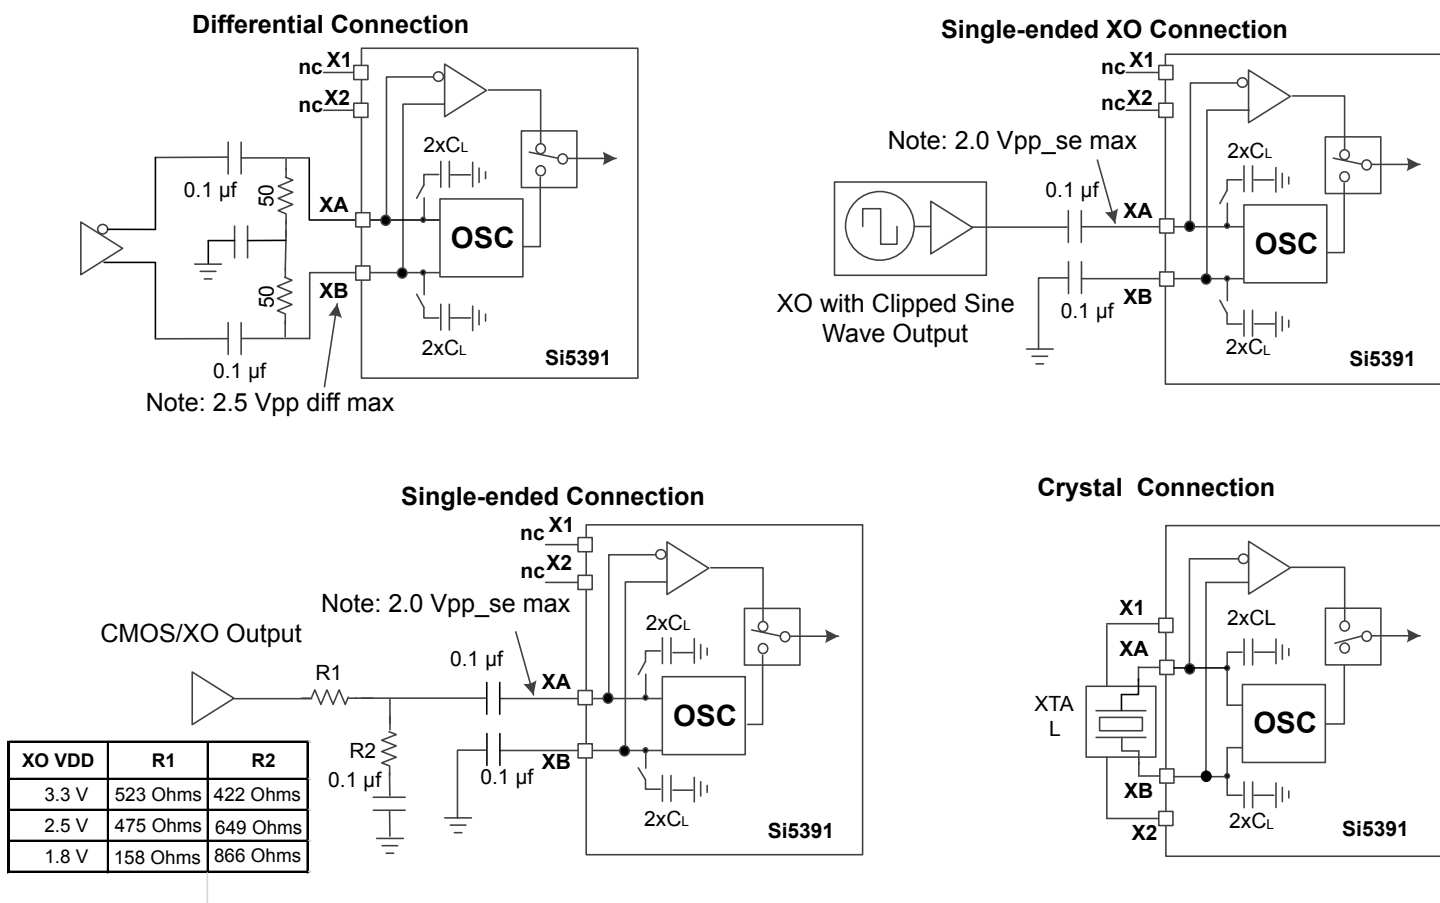 Differential Connection
nc X1
nc X2
0.1 µf
50
XA
2xCL
OSC
50
XB
2xCL
0.1 µf
Si5391
Note: 2.5 Vpp diff max
Single-ended XO Connection
nc X1
nc X2
Note: 2.0 Vpp_se max
2xCL
0.1 µf
XA
OSC
XB
0.1 µf
XO with Clipped Sine
Wave Output
2xCL
Si5391
Single-ended Connection
nc X1
nc X2
Note: 2.0 Vpp_se max
CMOS/XO Output
2xCL
0.1 µf
R1
XA
OSC
R2
XB
0.1 µf
0.1 µf
2xCL
Si5391
XO VDD R1 R2
3.3 V 523 Ohms 422 Ohms
2.5 V 475 Ohms 649 Ohms
1.8 V 158 Ohms 866 Ohms
Crystal Connection
X1
2xCL
XA
XTA
L
OSC
XB
2xCL
X2
Si5391